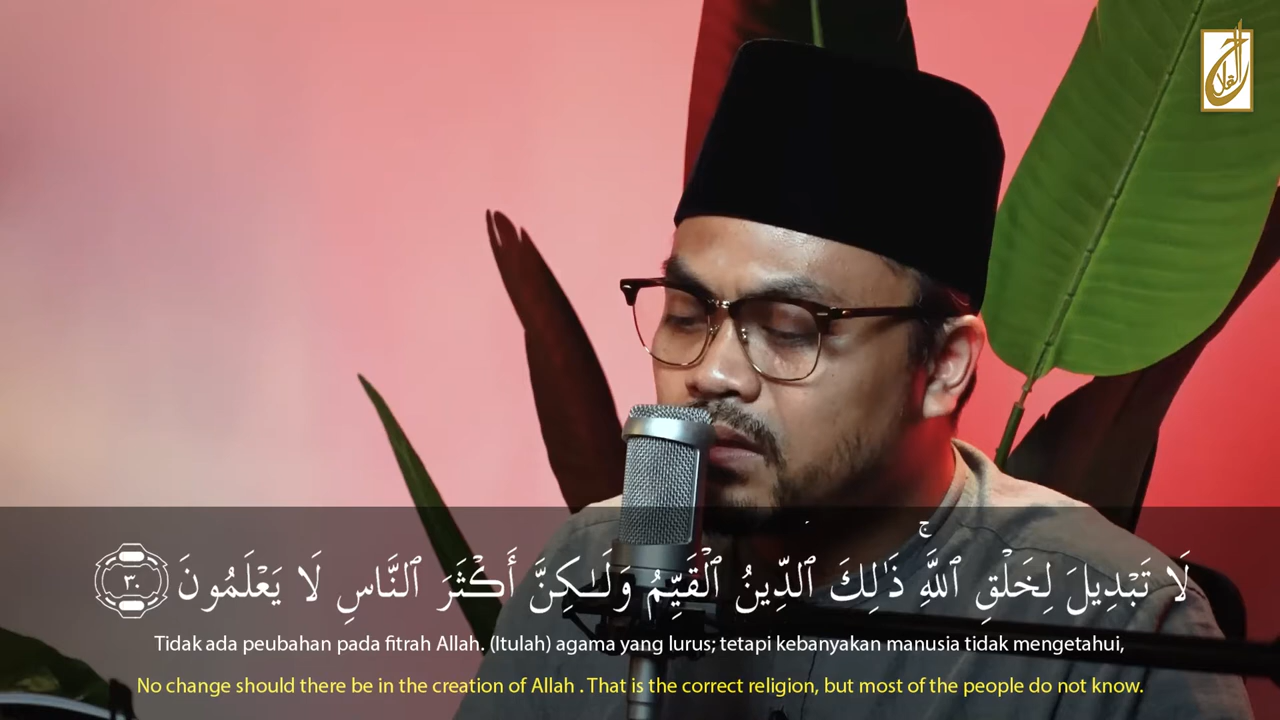 الفلاح
لَا تَبْدِيلَ لِخَلْقِ ٱللَّهِ ۚ ذَٰلِكَ ٱلدِّينُ ٱلْقَيِّمُ وَلَـٰكِنَّ أَكْثَرَ ٱلنَّاسِ لَا يَعْلَمُونَ ٣٠
Tidak ada peubahan pada fitrah Allah. (Itulah) agama yang lurus; tetapi kebanyakan manusia tidak mengetahui,
No change should there be in the creation of Allah . That is the correct religion, but most of the people do not know.